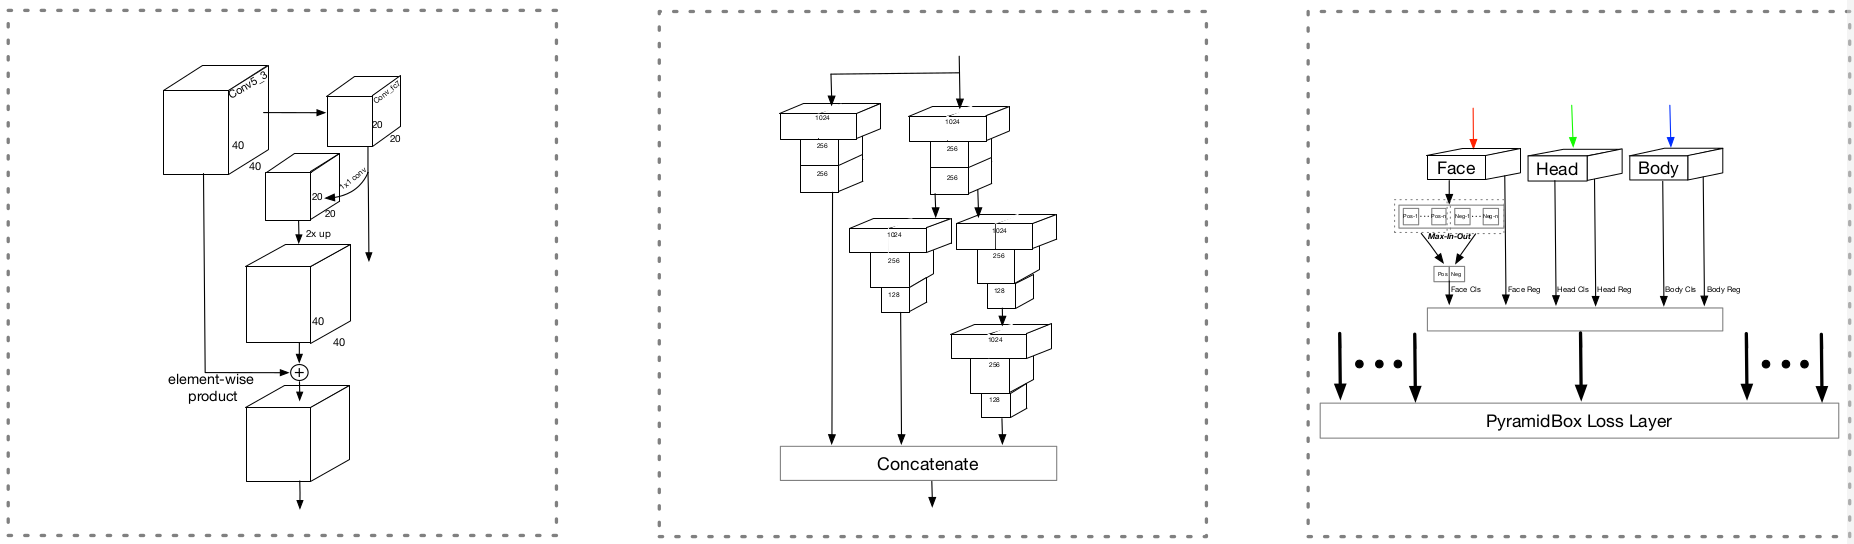 Conv5_3
Conv_fc7
20
20
40
40
1x1 conv
20
20
2x up
40
40
element-wise
product
1024
256
256
1024
256
256
1024
256
128
1024
256
128
1024
256
128
Concatenate
Face
Head
Body
Pos-1
Pos-n
Neg-1
Neg-n
Max-In-Out
Pos
Neg
Face Cls
Face Reg
Head Cls
Head Reg
Body Cls
Body Reg
PyramidBox Loss Layer